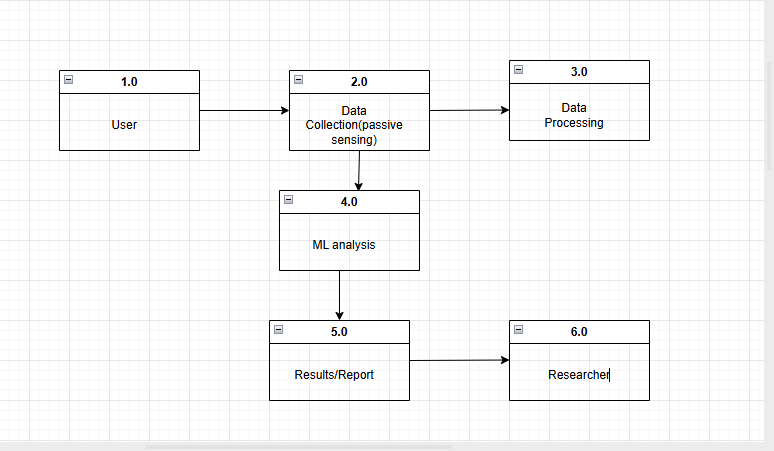 1.0
User
2.0
Data
Collection(passive
sensing)
3.0
Data
Processing
4.0
ML analysis
5.0
Results/Report
6.0
Researcher